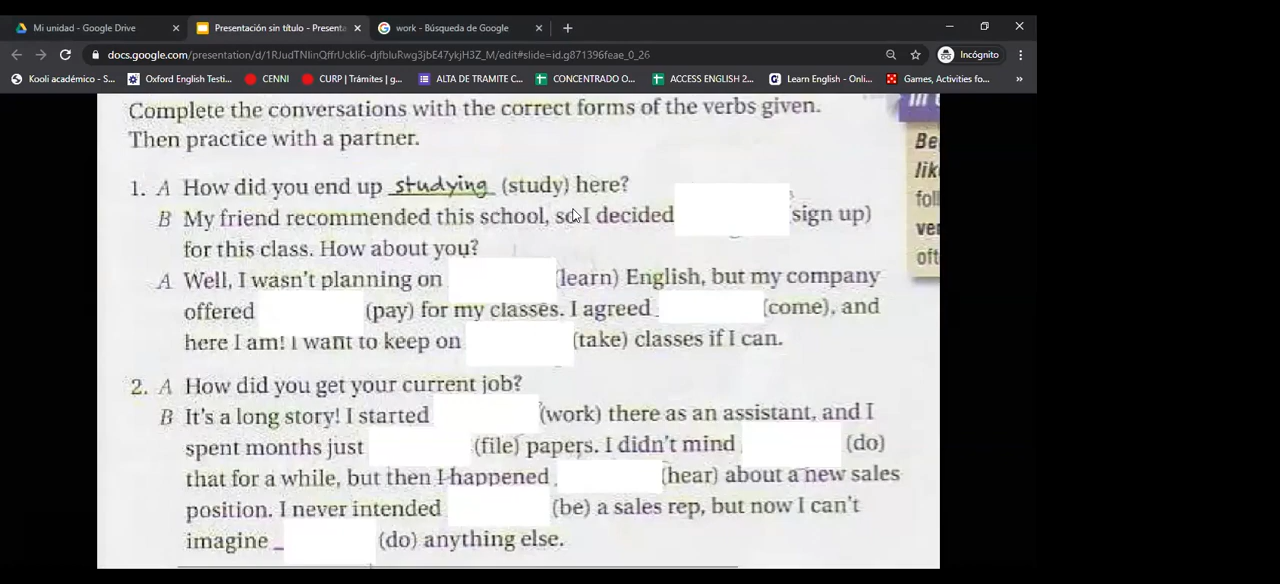 Mi unidad - Google Drive
Presentación sin título - Present
work - Búsqueda de Google
docs.google.com/presentation/d/1RJudTNlinQffrUckli6-djfbluRwg3jbE47ykjH3Z_M/edit#slide=id.g871396feae_0_26
Incógnito
Kooli académico - S... Oxford English Testi... CENNI CURP | Trámites | g... ALTA DE TRAMITE C... CONCENTRADO O... ACCESS ENGLISH 2... Learn English - Onli... Games, Activities fo... »
Complete the conversations with the correct forms of the verbs given.
Then practice with a partner.
1. A How did you end up studying (study) here?
B My friend recommended this school, so I decided (sign up)
for this class. How about you?
A Well, I wasn't planning on (learn) English, but my company
offered (pay) for my classes. I agreed (come), and
here I am! I want to keep on (take) classes if I can.
2. A How did you get your current job?
B It's a long story! I started (work) there as an assistant, and I
spent months just (file) papers. I didn't mind (do)
that for a while, but then I happened (hear) about a new sales
position. I never intended (be) a sales rep, but now I can't
imagine (do) anything else.
Be
lik
fol
ve
oft